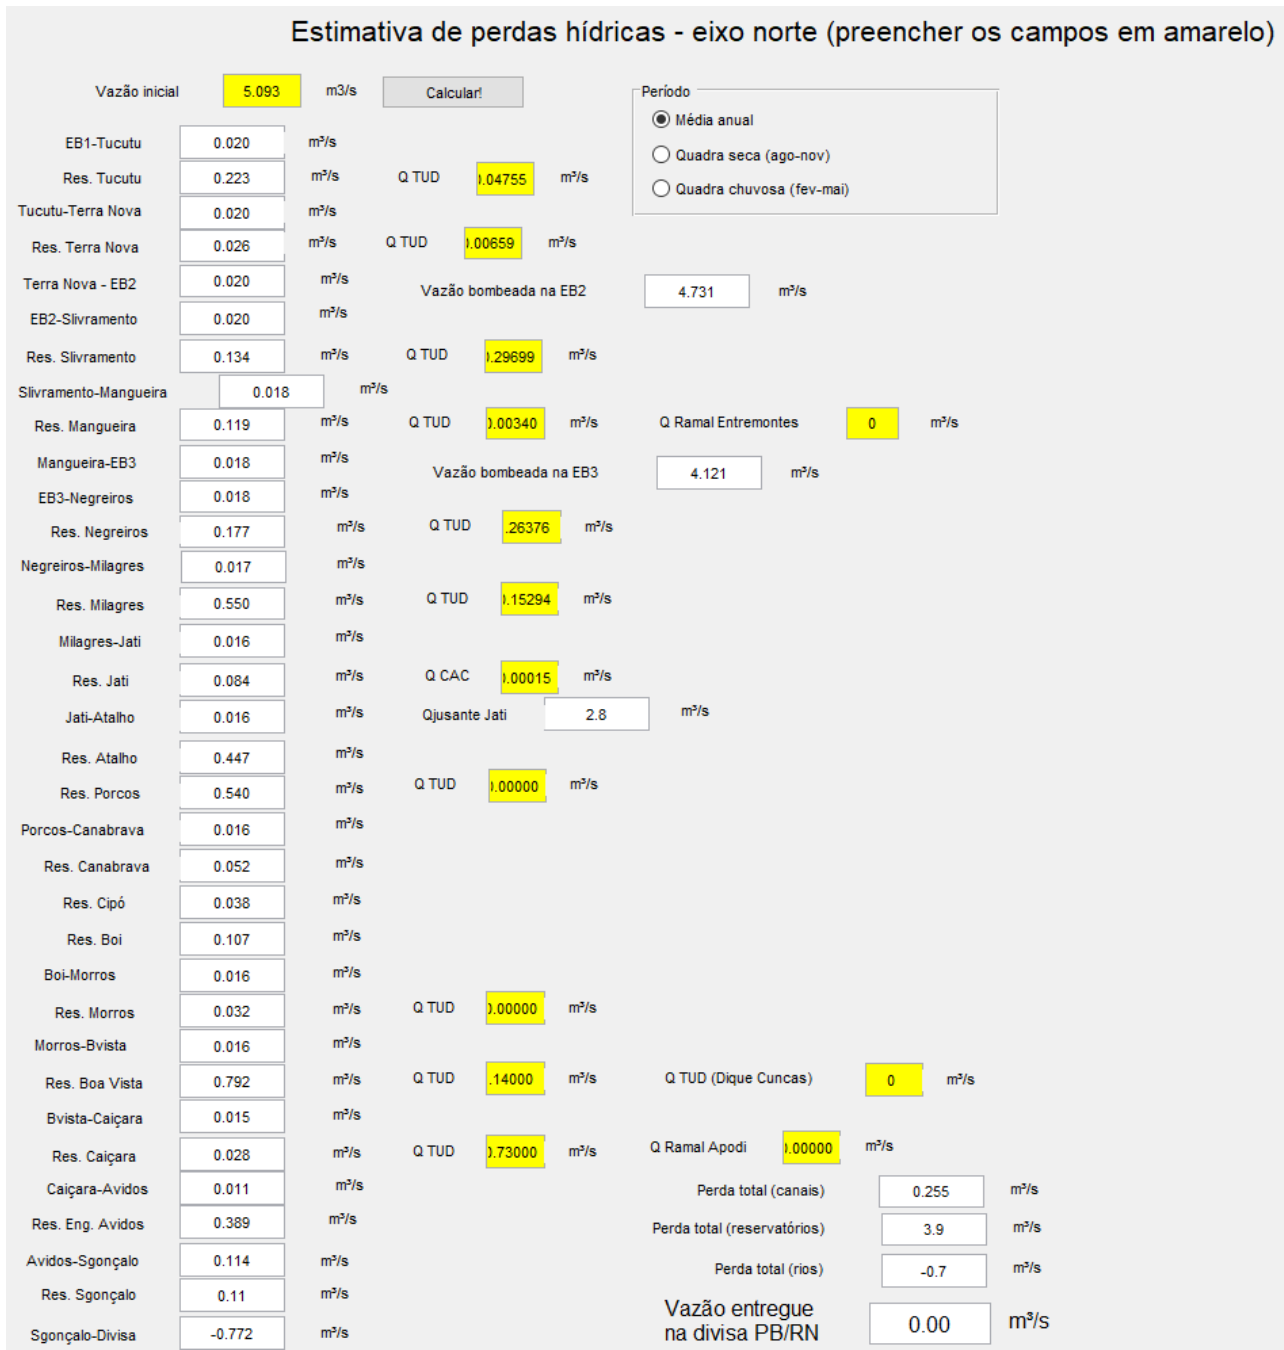 Estimativa de perdas hídricas - eixo norte (preencher os campos em amarelo)
Vazão inicial 5.093 m3/s Calcular!
Período
Média anual
Quadra seca (ago-nov)
Quadra chuvosa (fev-mai)
EB1-Tucutu 0.020 m³/s
Res. Tucutu 0.223 m³/s Q TUD ).04755 m³/s
Tucutu-Terra Nova 0.020 m³/s
Res. Terra Nova 0.026 m³/s Q TUD ).00659 m³/s
Terra Nova - EB2 0.020 m³/s
Vazão bombeada na EB2 4.731 m³/s
EB2-Slivramento 0.020 m³/s
Res. Slivramento 0.134 m³/s Q TUD ).29699 m³/s
Slivramento-Mangueira 0.018 m³/s
Res. Mangueira 0.119 m³/s Q TUD ).00340 m³/s Q Ramal Entremontes 0 m³/s
Mangueira-EB3 0.018 m³/s
Vazão bombeada na EB3 4.121 m³/s
EB3-Negreiros 0.018 m³/s
Res. Negreiros 0.177 m³/s Q TUD .26376 m³/s
Negreiros-Milagres 0.017 m³/s
Res. Milagres 0.550 m³/s Q TUD ).15294 m³/s
Milagres-Jati 0.016 m³/s
Res. Jati 0.084 m³/s Q CAC ).00015 m³/s
Jati-Atalho 0.016 m³/s Qjusante Jati 2.8 m³/s
Res. Atalho 0.447 m³/s
Res. Porcos 0.540 m³/s Q TUD ).00000 m³/s
Porcos-Canabrava 0.016 m³/s
Res. Canabrava 0.052 m³/s
Res. Cipó 0.038 m³/s
Res. Boi 0.107 m³/s
Boi-Morros 0.016 m³/s
Res. Morros 0.032 m³/s Q TUD ).00000 m³/s
Morros-Bvista 0.016 m³/s
Res. Boa Vista 0.792 m³/s Q TUD .14000 m³/s Q TUD (Dique Cuncas) 0 m³/s
Bvista-Caiçara 0.015 m³/s
Res. Caiçara 0.028 m³/s Q TUD ).73000 m³/s Q Ramal Apodi ).00000 m³/s
Caiçara-Avidos 0.011 m³/s Perda total (canais) 0.255 m³/s
Res. Eng. Avidos 0.389 m³/s Perda total (reservatórios) 3.9 m³/s
Avidos-Sgonçalo 0.114 m³/s Perda total (rios) -0.7 m³/s
Res. Sgonçalo 0.11 m³/s
Sgonçalo-Divisa -0.772 m³/s
Vazão entregue
na divisa PB/RN 0.00 m³/s